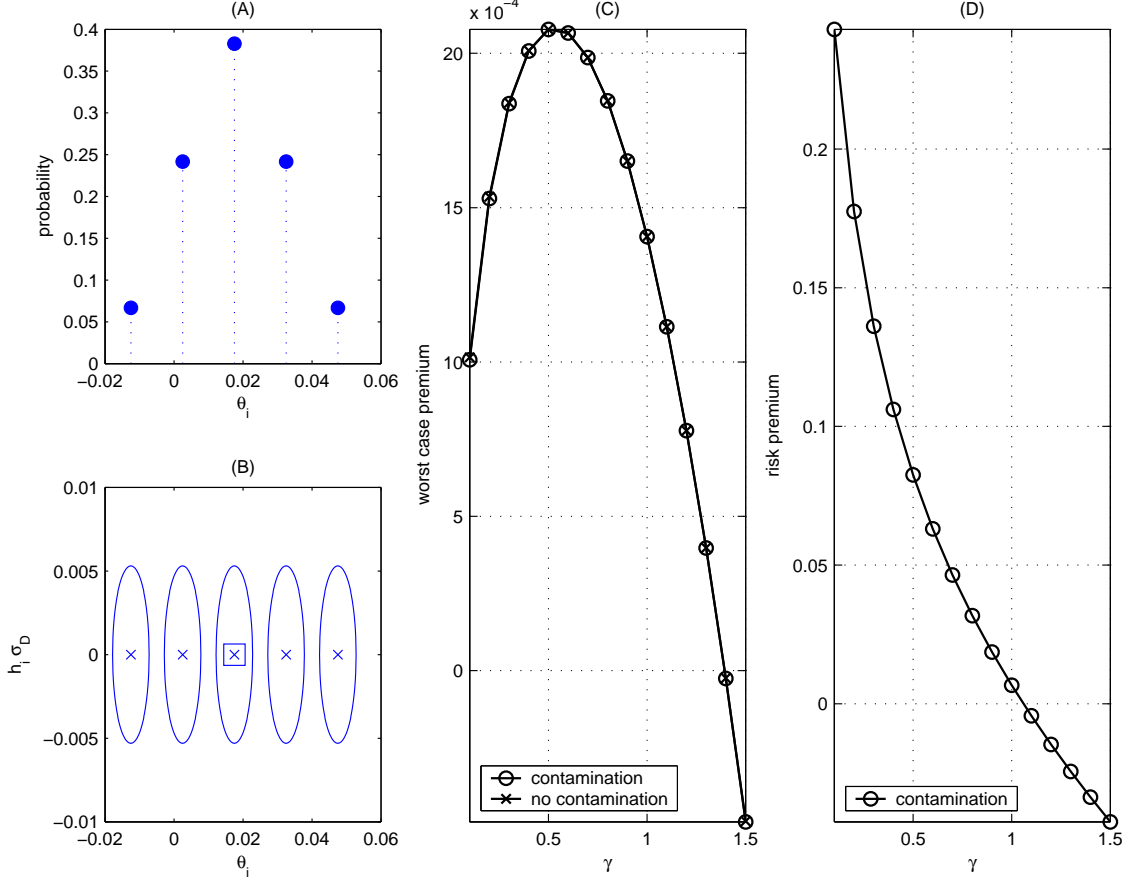 (A)
0.4
0.35
0.3
0.25
0.2
0.15
0.1
0.05
0
−0.02 0 0.02 0.04 0.06
probability
θ_i
(B)
0.01
0.005
0
−0.005
−0.01
−0.02 0 0.02 0.04 0.06
h_i σ_D
θ_i
x 10⁻⁴
(C)
20
15
10
5
0
0.5 1 1.5
worst case premium
γ
contamination
no contamination
(D)
0.2
0.15
0.1
0.05
0
0.5 1 1.5
risk premium
γ
contamination